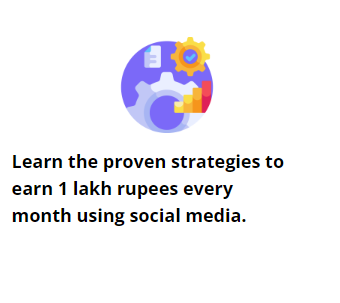 Learn the proven strategies to
earn 1 lakh rupees every
month using social media.